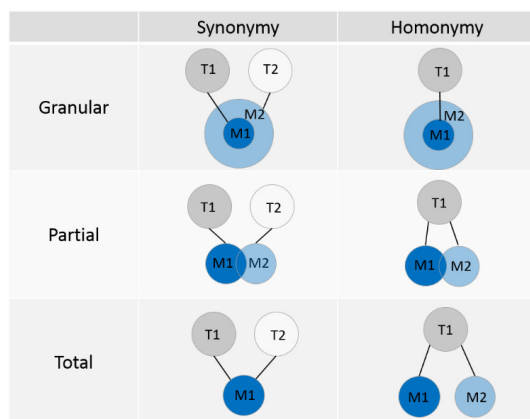 Synonymy Homonymy
T1 T2 T1
Granular
M2 M2
M1 M1
T1 T2 T1
Partial
M1 M2 M1 M2
T1 T2 T1
Total
M1 M1 M2